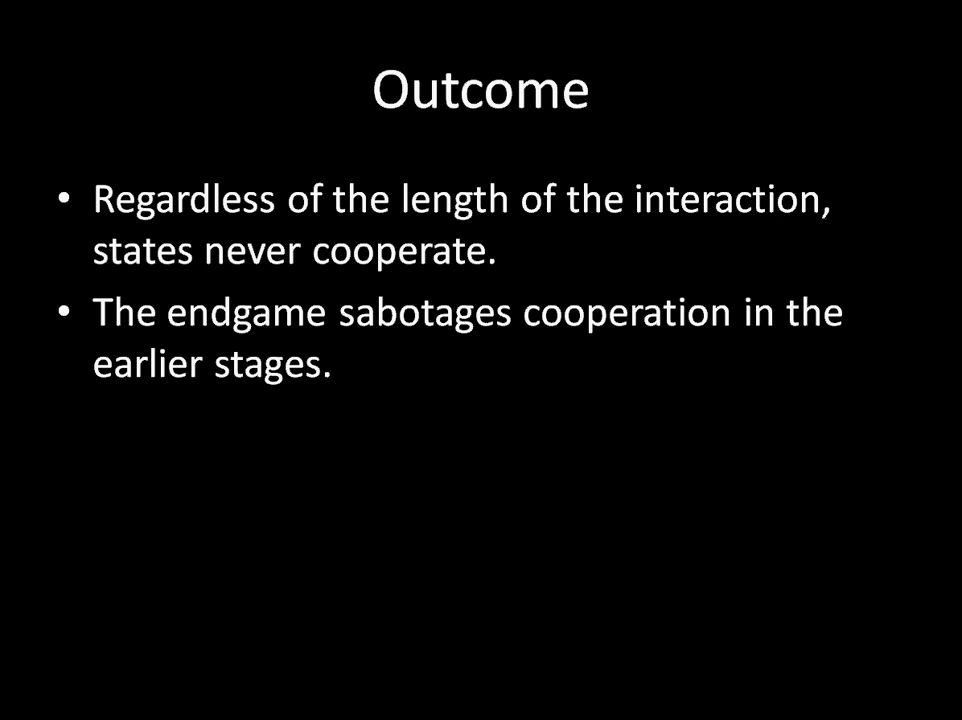 Outcome
• Regardless of the length of the interaction,
states never cooperate.
• The endgame sabotages cooperation in the
earlier stages.